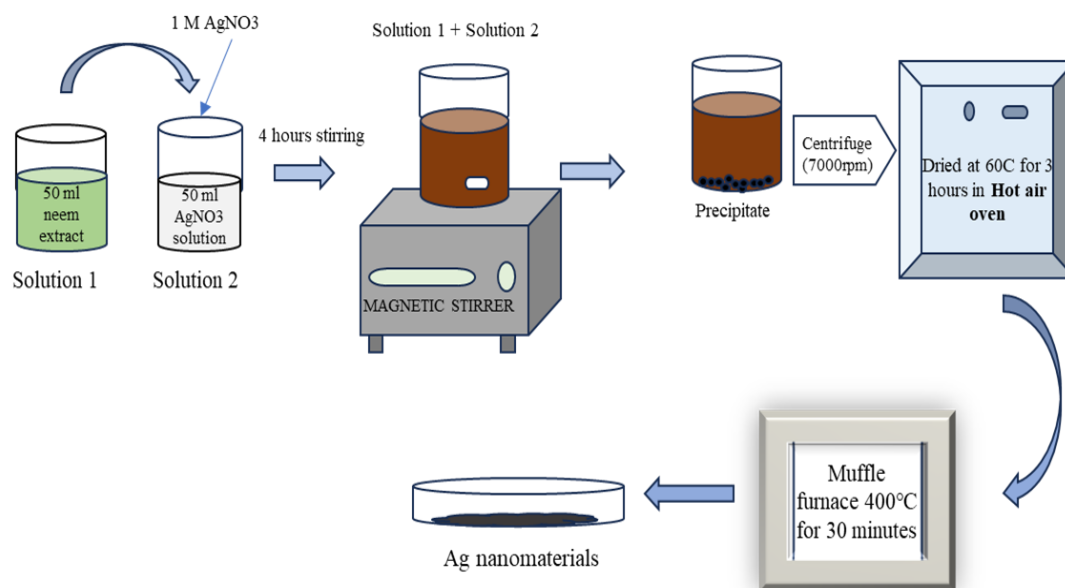 1 M AgNO3
Solution 1 + Solution 2
50 ml
neem
extract
50 ml
AgNO3
solution
Solution 1
Solution 2
4 hours stirring
MAGNETIC STIRRER
Precipitate
Centrifuge
(7000rpm)
Dried at 60C for 3
hours in Hot air
oven
Muffle
furnace 400°C
for 30 minutes
Ag nanomaterials